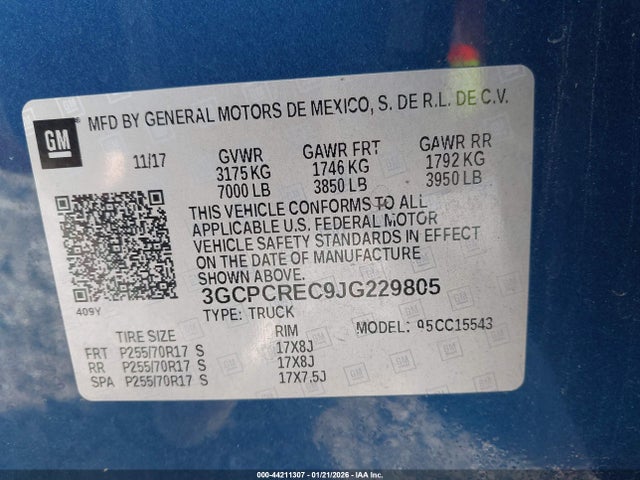 GM
MFD BY GENERAL MOTORS DE MEXICO, S. DE R.L. DE C.V.
11/17 GVWR GAWR FRT GAWR RR
3175 KG 1746 KG 1792 KG
7000 LB 3850 LB 3950 LB
THIS VEHICLE CONFORMS TO ALL
APPLICABLE U.S. FEDERAL MOTOR
VEHICLE SAFETY STANDARDS IN EFFECT
ON THE DATE OF MANUFACTURE
SHOWN ABOVE.
409Y
3GCPCREC9JG229805
TYPE: TRUCK
TIRE SIZE RIM MODEL: 95CC15543
FRT P255/70R17 S 17X8J
RR P255/70R17 S 17X8J
SPA P255/70R17 S 17X7.5J
000-44211307 - 01/21/2026 - IAA Inc.